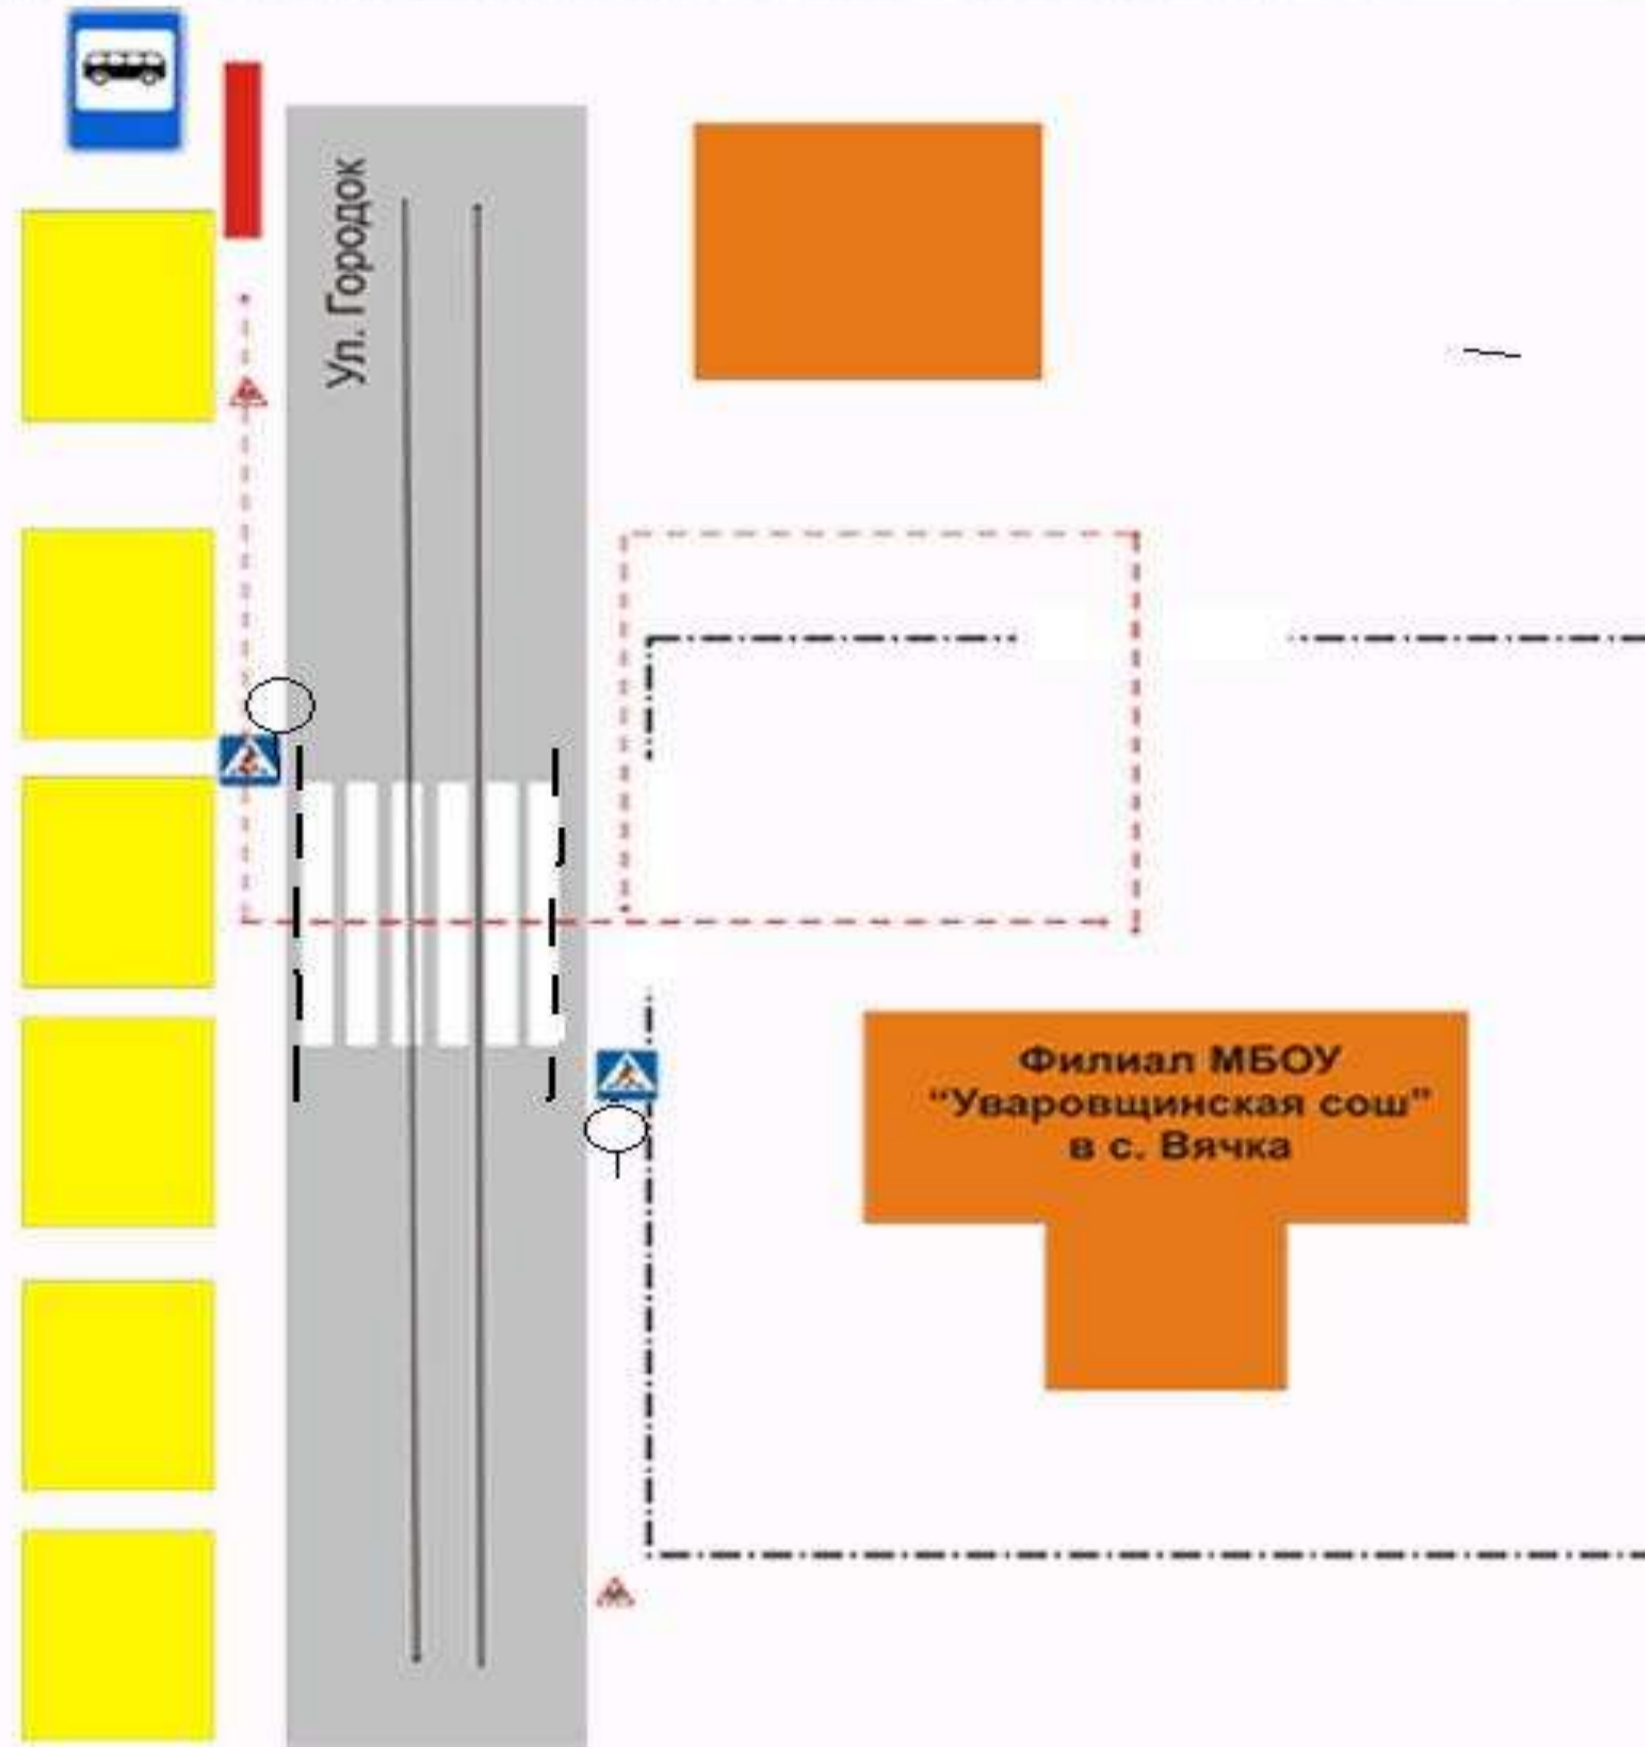 Ул. Городок
Филиал МБОУ
“Уваровщинская сош”
в с. Вячка